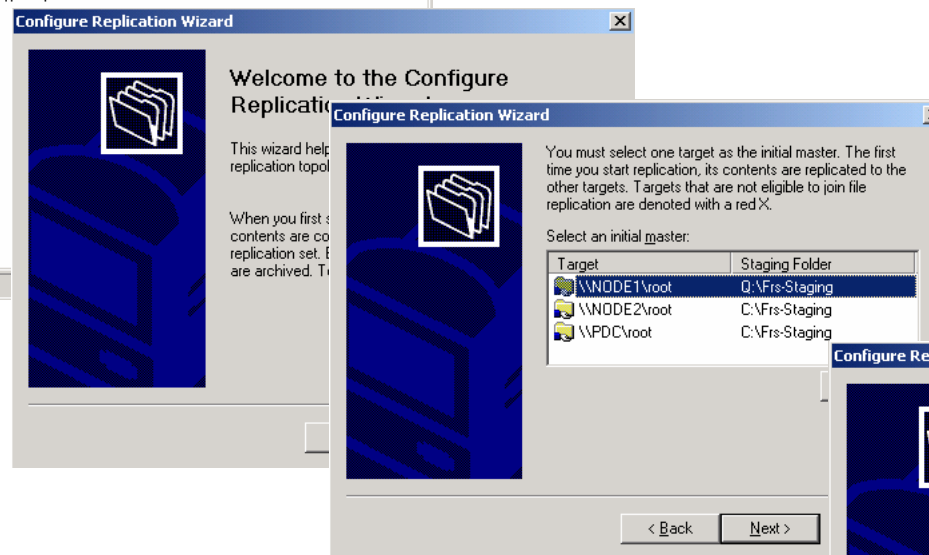 Configure Replication Wizard
Welcome to the Configure
This wizard
replication
When you first
contents are
replication set.
are archived.
Configure Replication Wizard
You must select one target as the initial master. The first
time you start replication, its contents are replicated to the
other targets. Targets that are not eligible to join file
replication are denoted with a red X.
Select an initial master:
Target Staging Folder
\\NODE1\root Q:\Frs-Staging
\\NODE2\root C:\Frs-Staging
\\PDC\root C:\Frs-Staging
< Back Next >
Configure